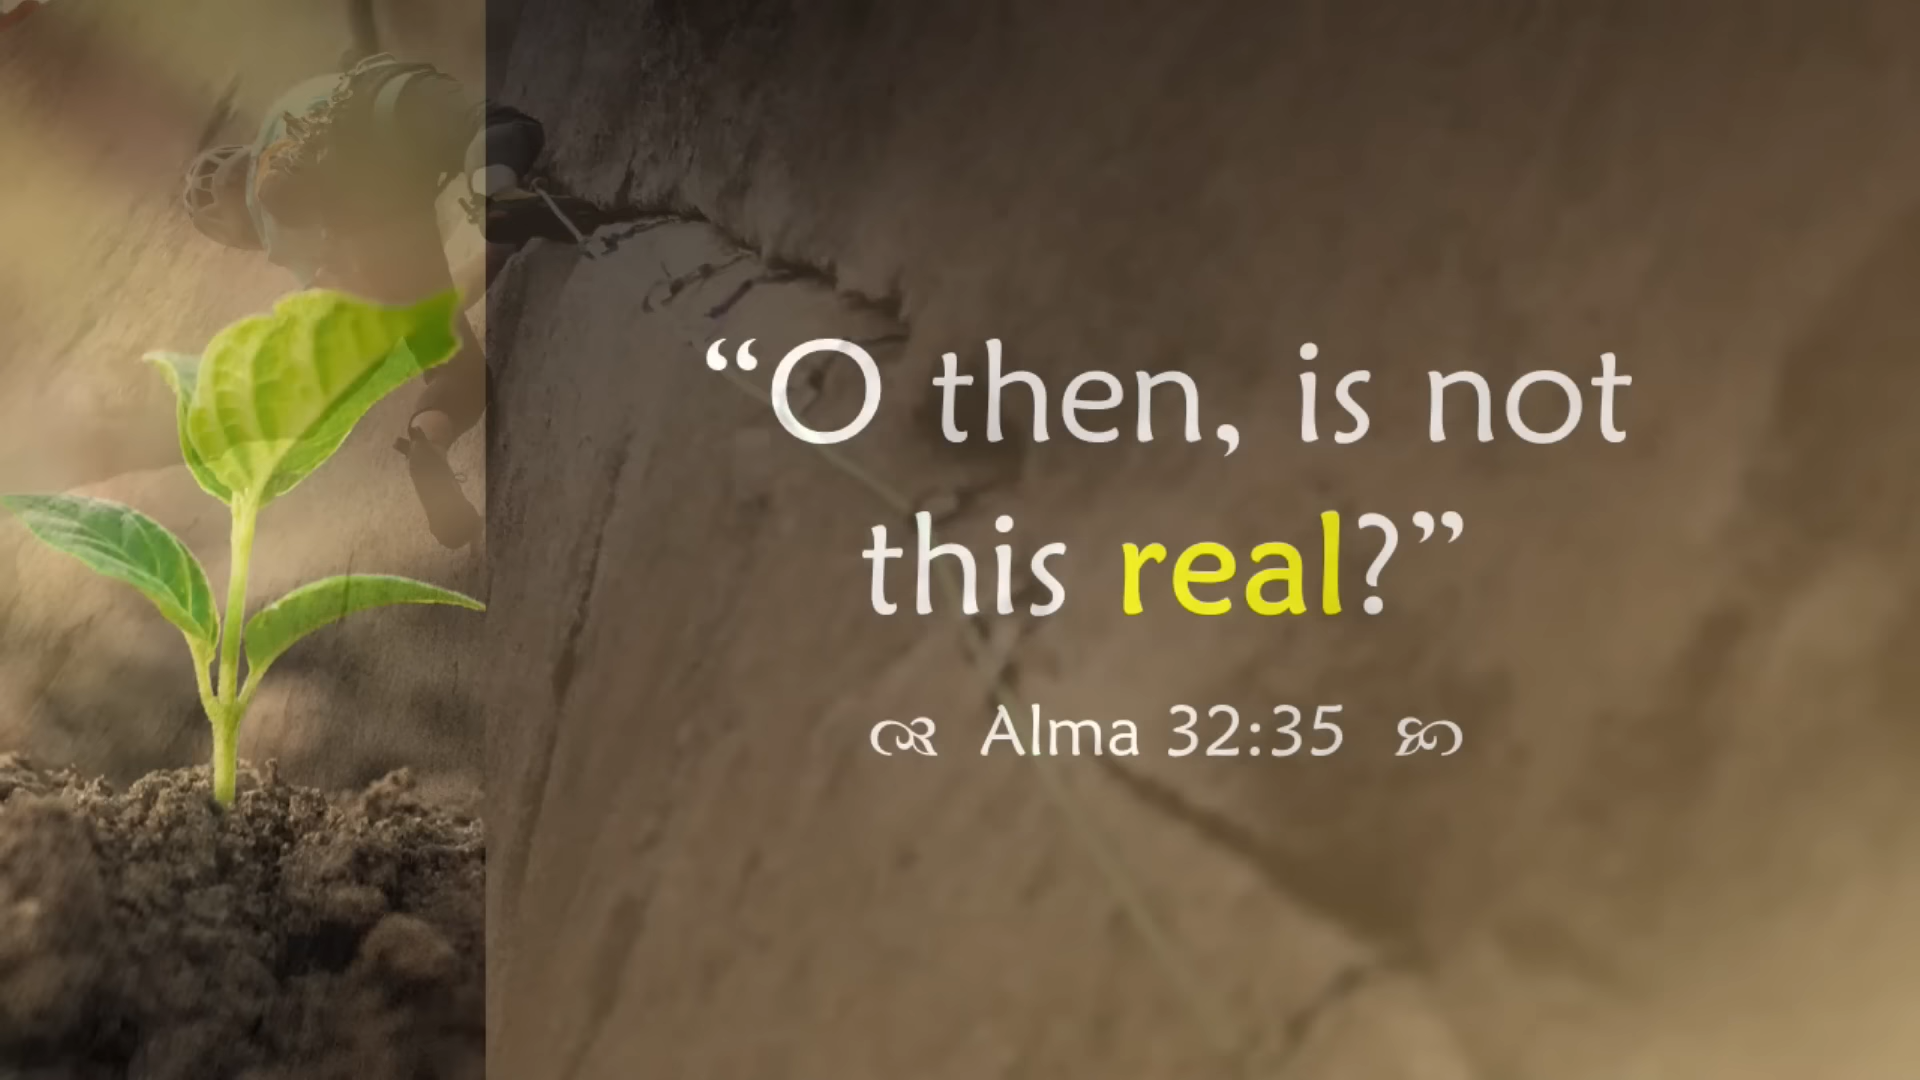 “O then, is not
this real?”
Alma 32:35